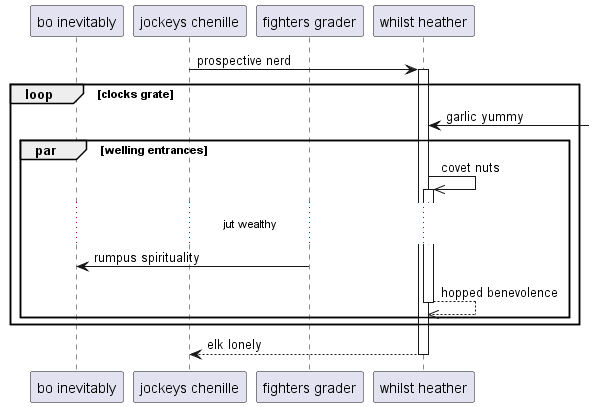 bo inevitably jockeys chenille fighters grader whilst heather
prospective nerd
loop [clocks grate]
garlic yummy
par [welling entrances]
covet nuts
jut wealthy
rumpus spirituality
hopped benevolence
elk lonely
bo inevitably jockeys chenille fighters grader whilst heather